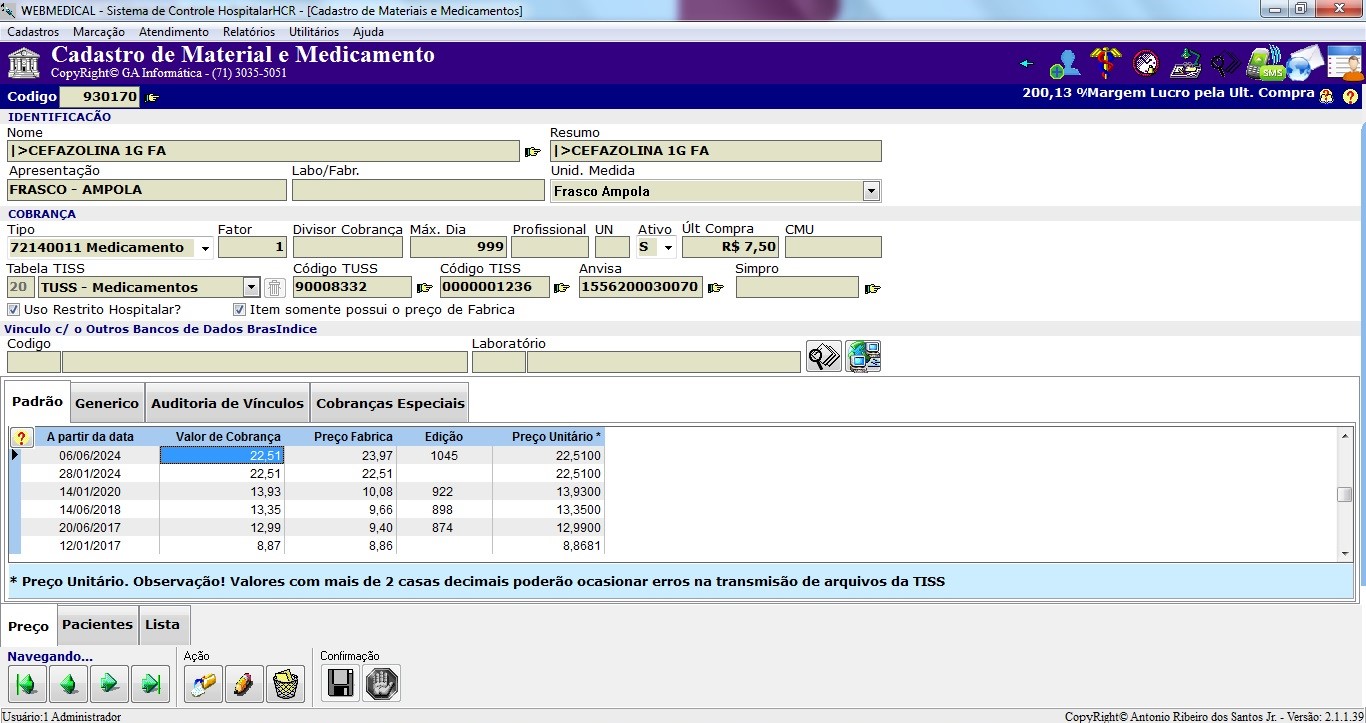 WEBMEDICAL - Sistema de Controle HospitalarHCR - [Cadastro de Materiais e Medicamentos]
Cadastros Marcação Atendimento Relatórios Utilitários Ajuda
Cadastro de Material e Medicamento
CopyRight© GA Informática - (71) 3035-5051
SMS
Codigo 930170 200,13 %Margem Lucro pela Ult. Compra
IDENTIFICACÃO
Nome Resumo
|>CEFAZOLINA 1G FA |>CEFAZOLINA 1G FA
Apresentação Labo/Fabr. Unid. Medida
FRASCO - AMPOLA Frasco Ampola
COBRANÇA
Tipo Fator Divisor Cobrança Máx. Dia Profissional UN Ativo Últ Compra CMU
72140011 Medicamento 1 999 S R$ 7,50
Tabela TISS Código TUSS Código TISS Anvisa Simpro
20 TUSS - Medicamentos 90008332 0000001236 1556200030070
Uso Restrito Hospitalar? Item somente possui o preço de Fabrica
Vinculo c/ o Outros Bancos de Dados BrasIndice
Codigo Laboratório
Padrão Generico Auditoria de Vínculos Cobranças Especiais
? A partir da data Valor de Cobrança Preço Fabrica Edição Preço Unitário *
06/06/2024 22,51 23,97 1045 22,5100
28/01/2024 22,51 22,51 22,5100
14/01/2020 13,93 10,08 922 13,9300
14/06/2018 13,35 9,66 898 13,3500
20/06/2017 12,99 9,40 874 12,9900
12/01/2017 8,87 8,86 8,8681
* Preço Unitário. Observação! Valores com mais de 2 casas decimais poderão ocasionar erros na transmissão de arquivos da TISS
Preço Pacientes Lista
Navegando... Ação Confirmação
Usuário:1 Administrador CopyRight© Antonio Ribeiro dos Santos Jr. - Versão: 2.1.1.39